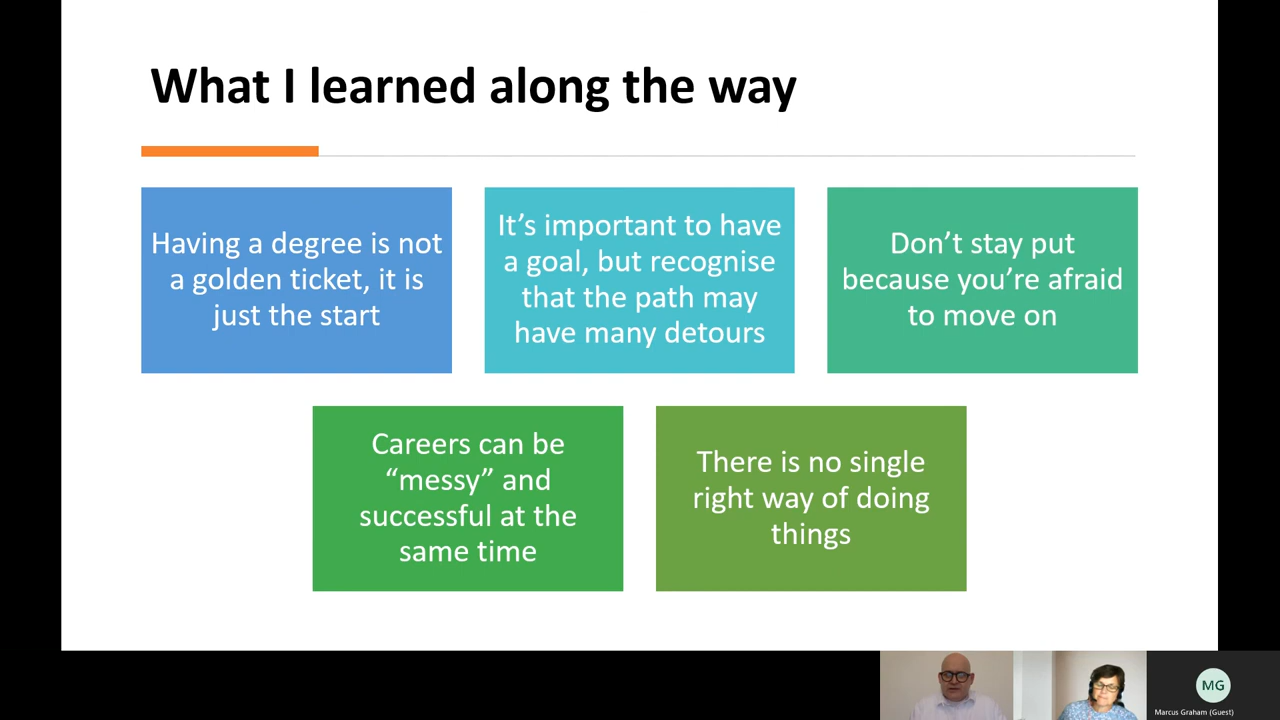 What I learned along the way
Having a degree is not
a golden ticket, it is
just the start
It’s important to have
a goal, but recognise
that the path may
have many detours
Don’t stay put
because you’re afraid
to move on
Careers can be
“messy” and
successful at the
same time
There is no single
right way of doing
things
MG
Marcus Graham (Guest)